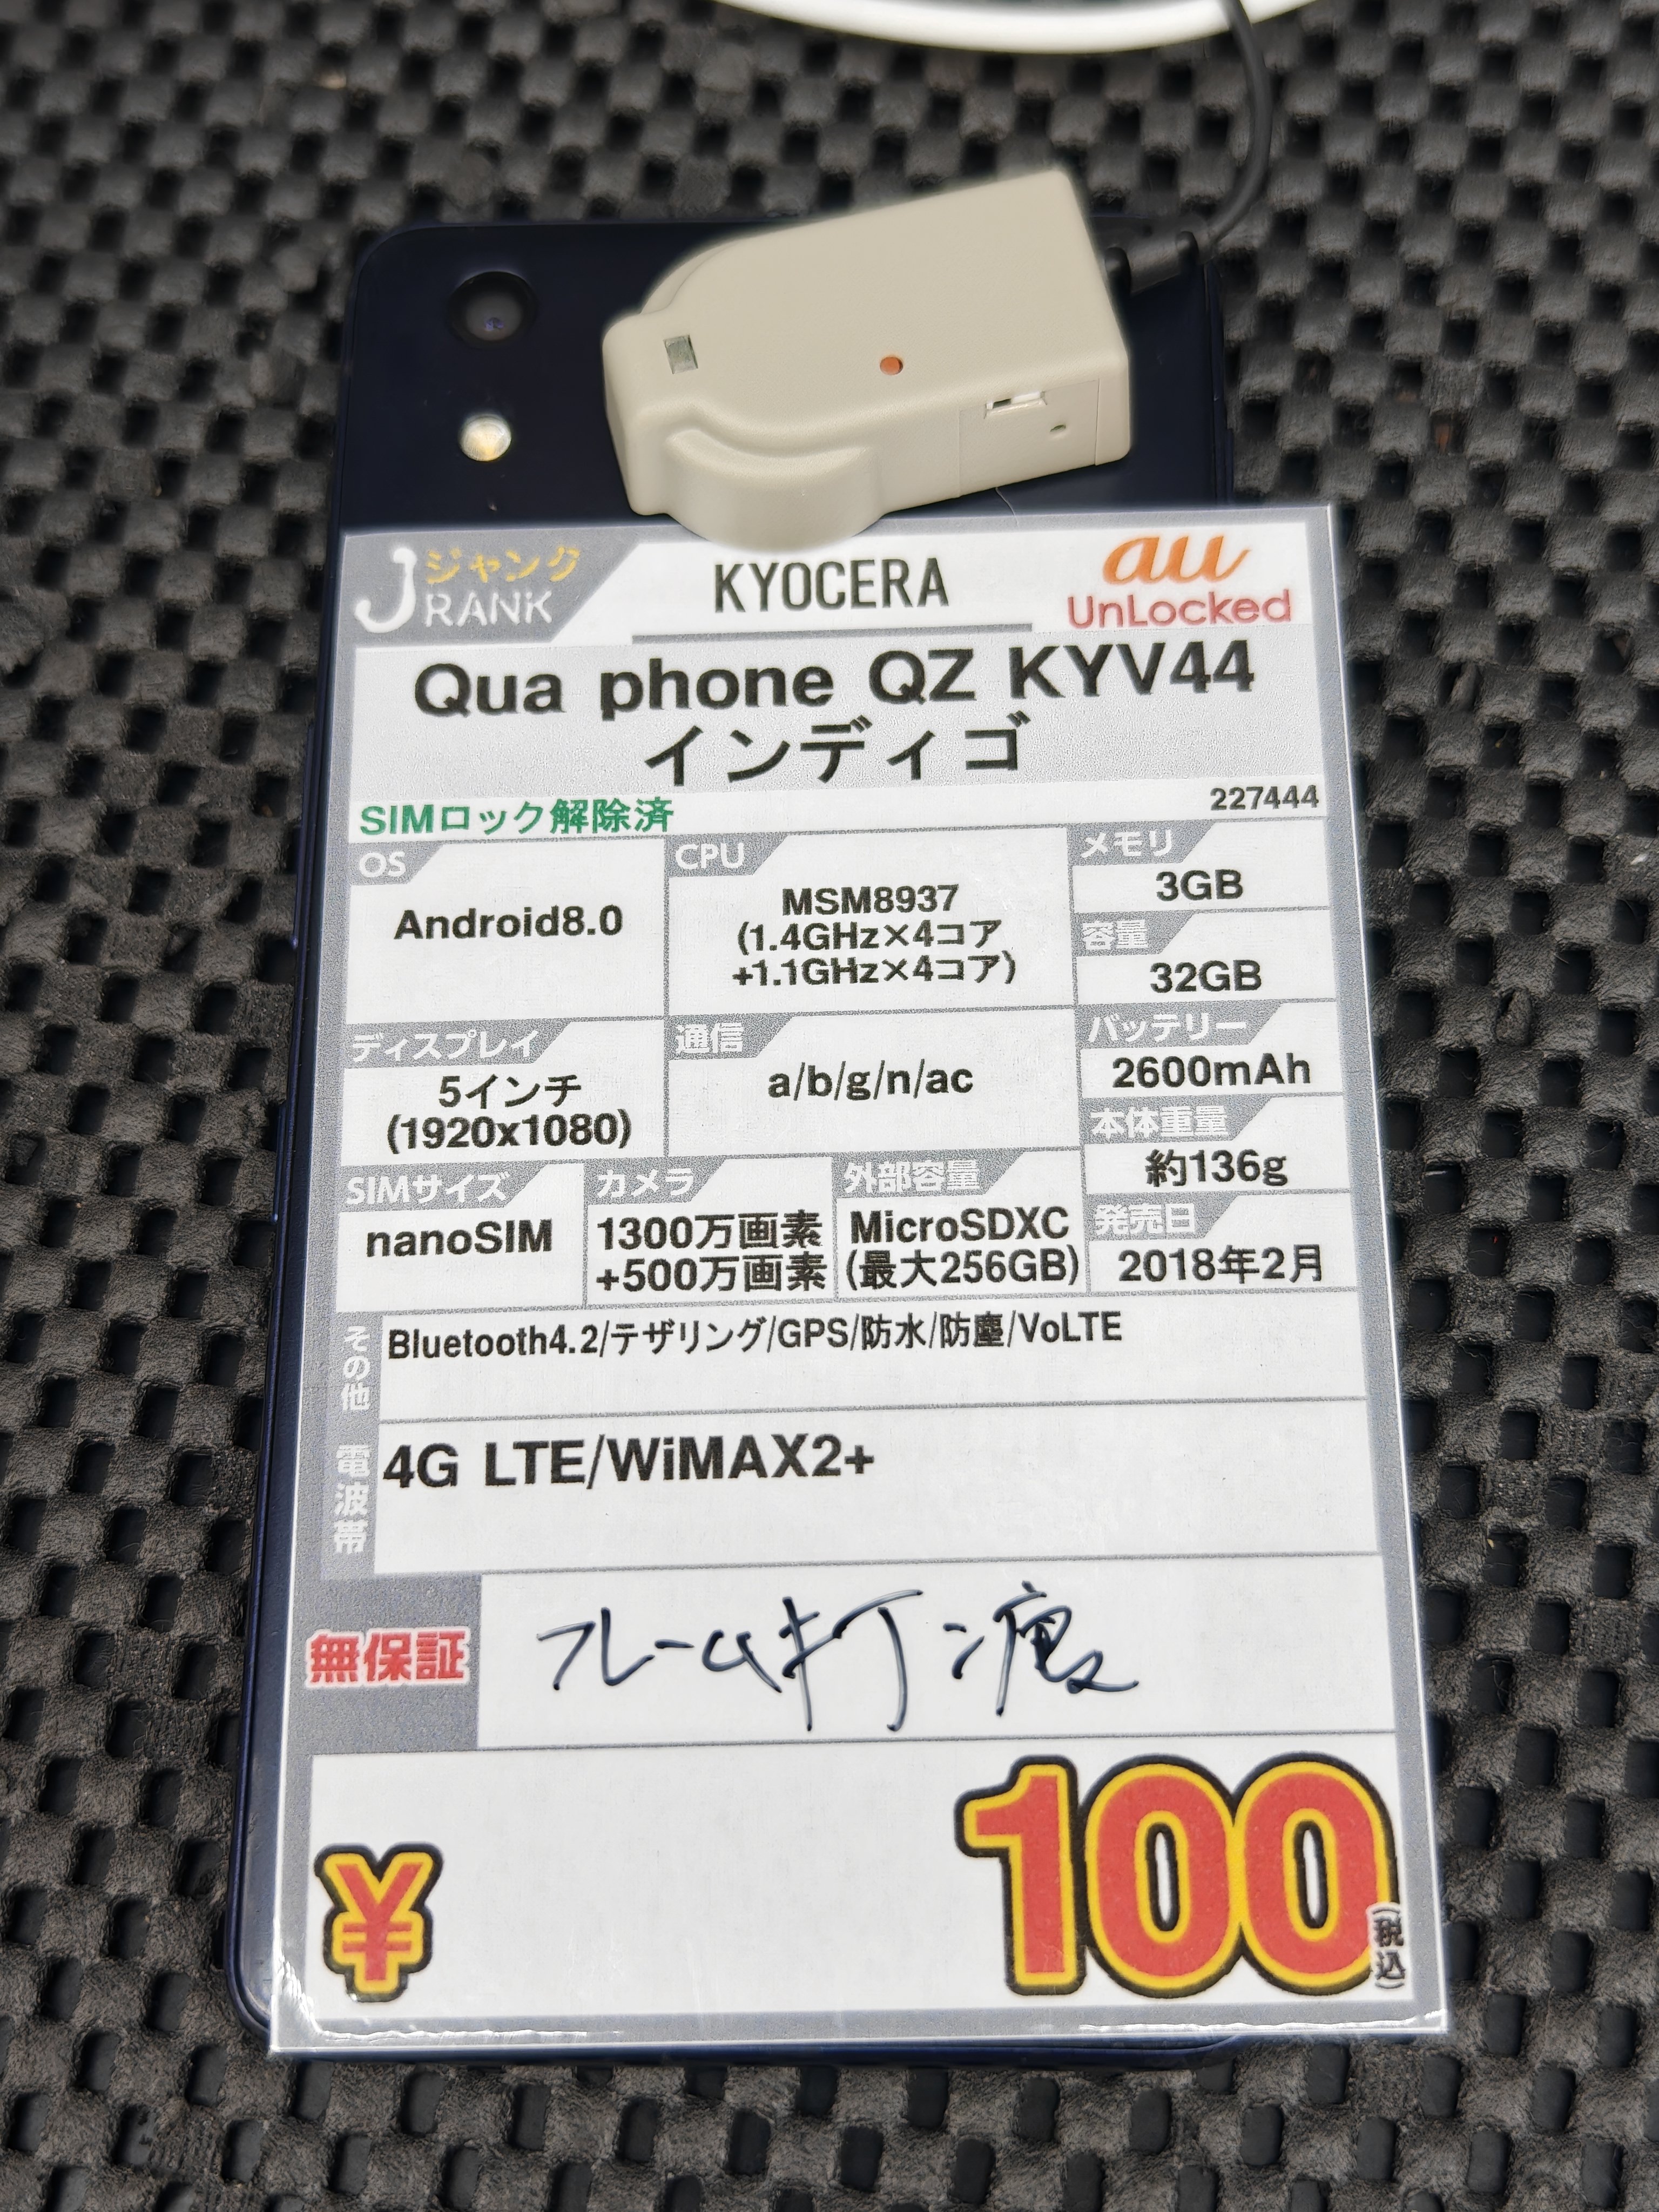 J ジャンク
RANK
KYOCERA
au
UnLocked
Qua phone QZ KYV44
インディゴ
SIMロック解除済
227444
OS
Android8.0
CPU
MSM8937
(1.4GHz×4コア
+1.1GHz×4コア)
メモリ
3GB
容量
32GB
ディスプレイ
5インチ
(1920x1080)
通信
a/b/g/n/ac
バッテリー
2600mAh
本体重量
約136g
SIMサイズ
nanoSIM
カメラ
1300万画素
+500万画素
外部容量
MicroSDXC
(最大256GB)
発売日
2018年2月
その他
Bluetooth4.2/テザリング/GPS/防水/防塵/VoLTE
電波帯
4G LTE/WiMAX2+
無保証
フレーム打コン痕
¥100
(税込)